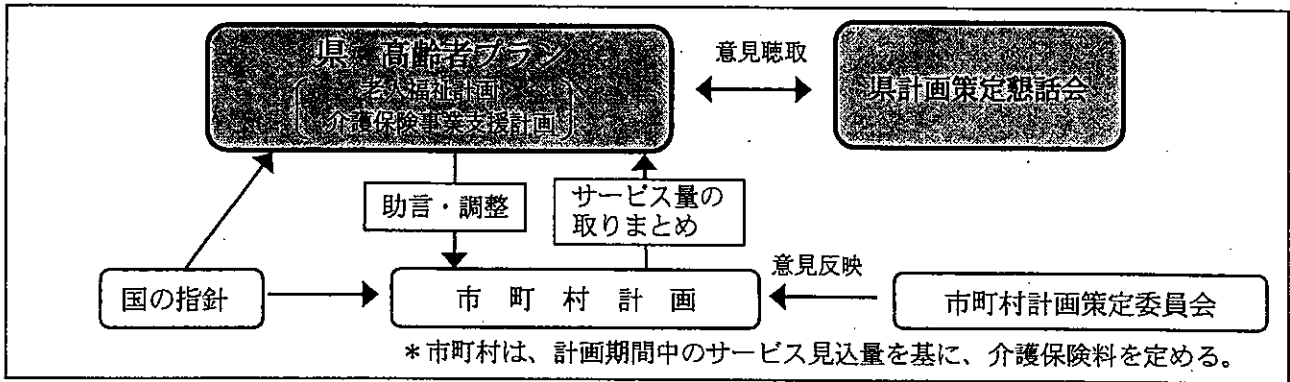 県 高齢者プラン
老人福祉計画
介護保険事業支援計画
意見聴取
県計画策定懇話会
助言・調整
サービス量の
取りまとめ
国の指針
市町村計画
意見反映
市町村計画策定委員会
＊市町村は、計画期間中のサービス見込量を基に、介護保険料を定める。